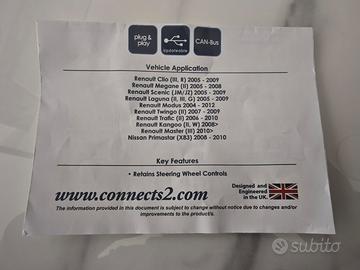 plug &
play
Updateable
CAN-Bus
Vehicle Application
Renault Clio (III, R) 2005 - 2009
Renault Megane (II) 2005 - 2008
Renault Scenic (JM/JZ) 2005 - 2009
Renault Laguna (II, III, G) 2005 - 2009
Renault Modus 2004 - 2012
Renault Twingo (II) 2007 - 2009
Renault Trafic (II) 2006 - 2010
Renault Kangoo (II, W) 2008>
Renault Master (III) 2010>
Nissan Primastar (X83) 2008 - 2010
Key Features
• Retains Steering Wheel Controls
www.connects2.com
Designed and
Engineered
in the UK.
The information provided in this document is subject to change without notice due to changes and/or
improvements to the product/s.
subito